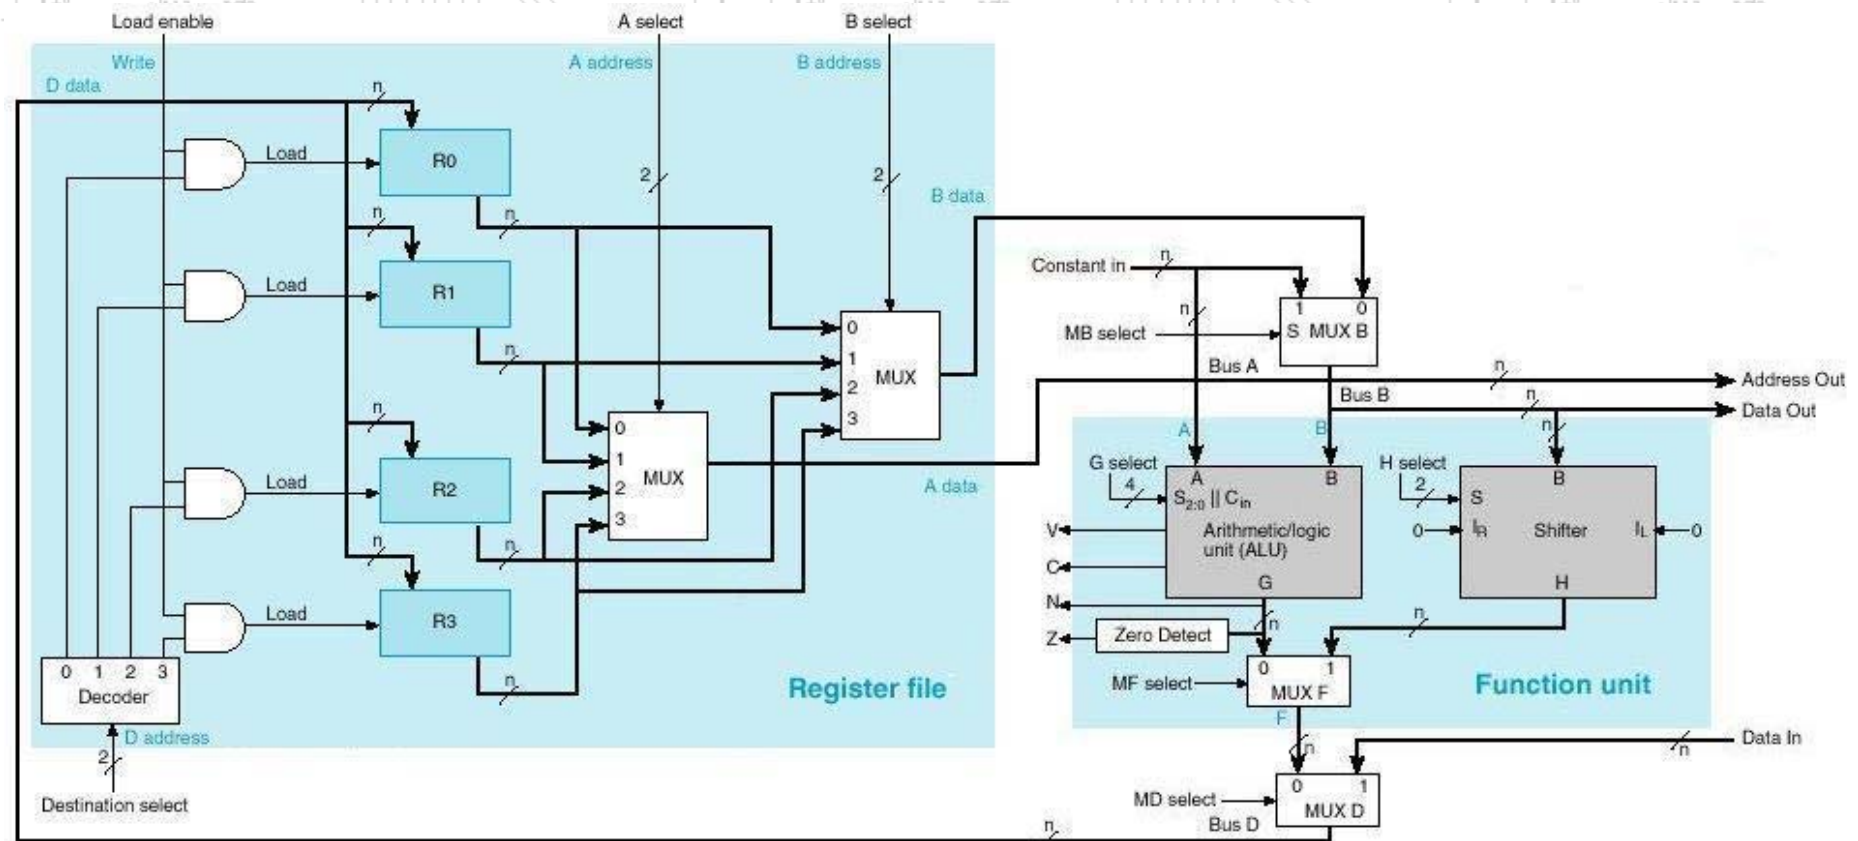 Load enable
A select
B select
Write
A address
B address
D data
n
Load
R0
2
2
n
n
B data
Load
R1
n
Constant in
n
n
1 0
S MUX B
MB select
0
1
2
3
MUX
n
Bus A
n
Address Out
Bus B
n
Data Out
n
0
1
2
3
MUX
A data
Load
R2
n
n
A
B
G select
4
A
B
S2:0 || Cin
Arithmetic/logic
unit (ALU)
G
H select
2
B
S
0
IR
Shifter
IL
0
H
V
C
N
Z
Zero Detect
n
n
Load
R3
n
0 1 2 3
Decoder
D address
2
Destination select
Register file
MF select
0 1
MUX F
F
Function unit
n
n
Data In
MD select
0 1
MUX D
Bus D
n